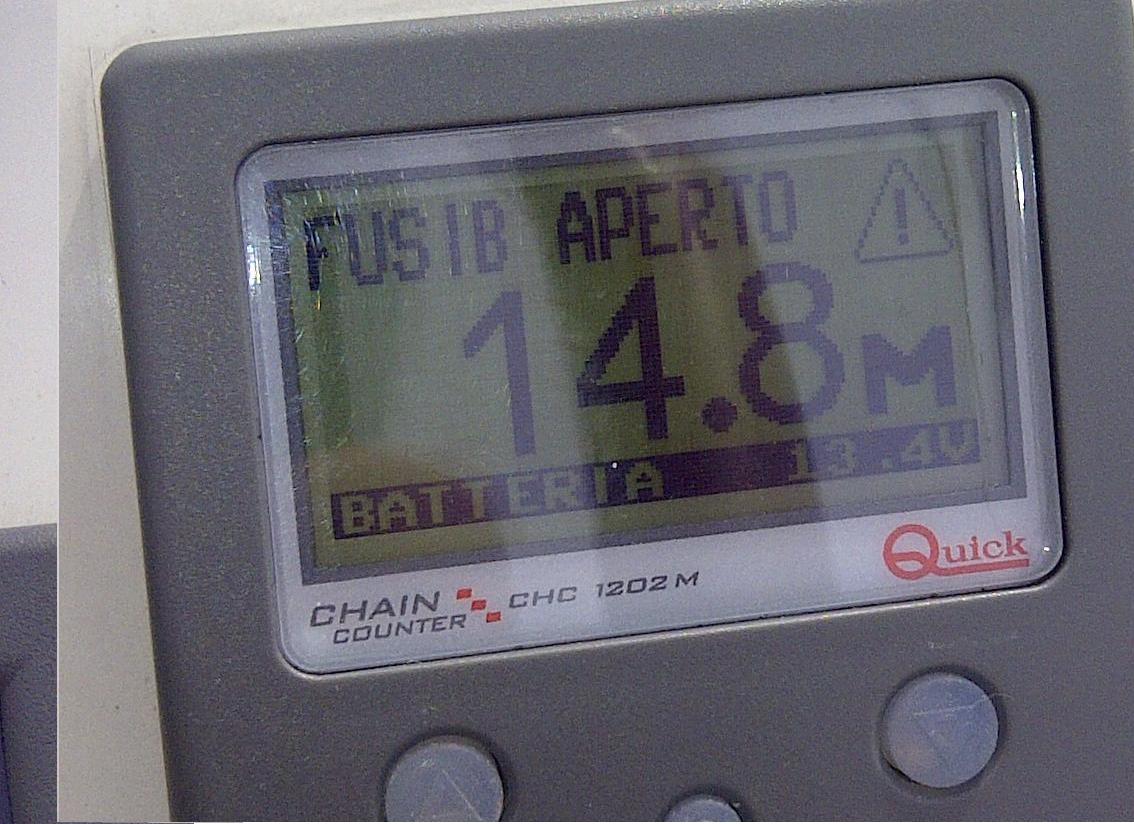 FUSIB APERTO
14.8M
BATTERIA 13.4V
CHAIN COUNTER CHC 1202 M
Quick